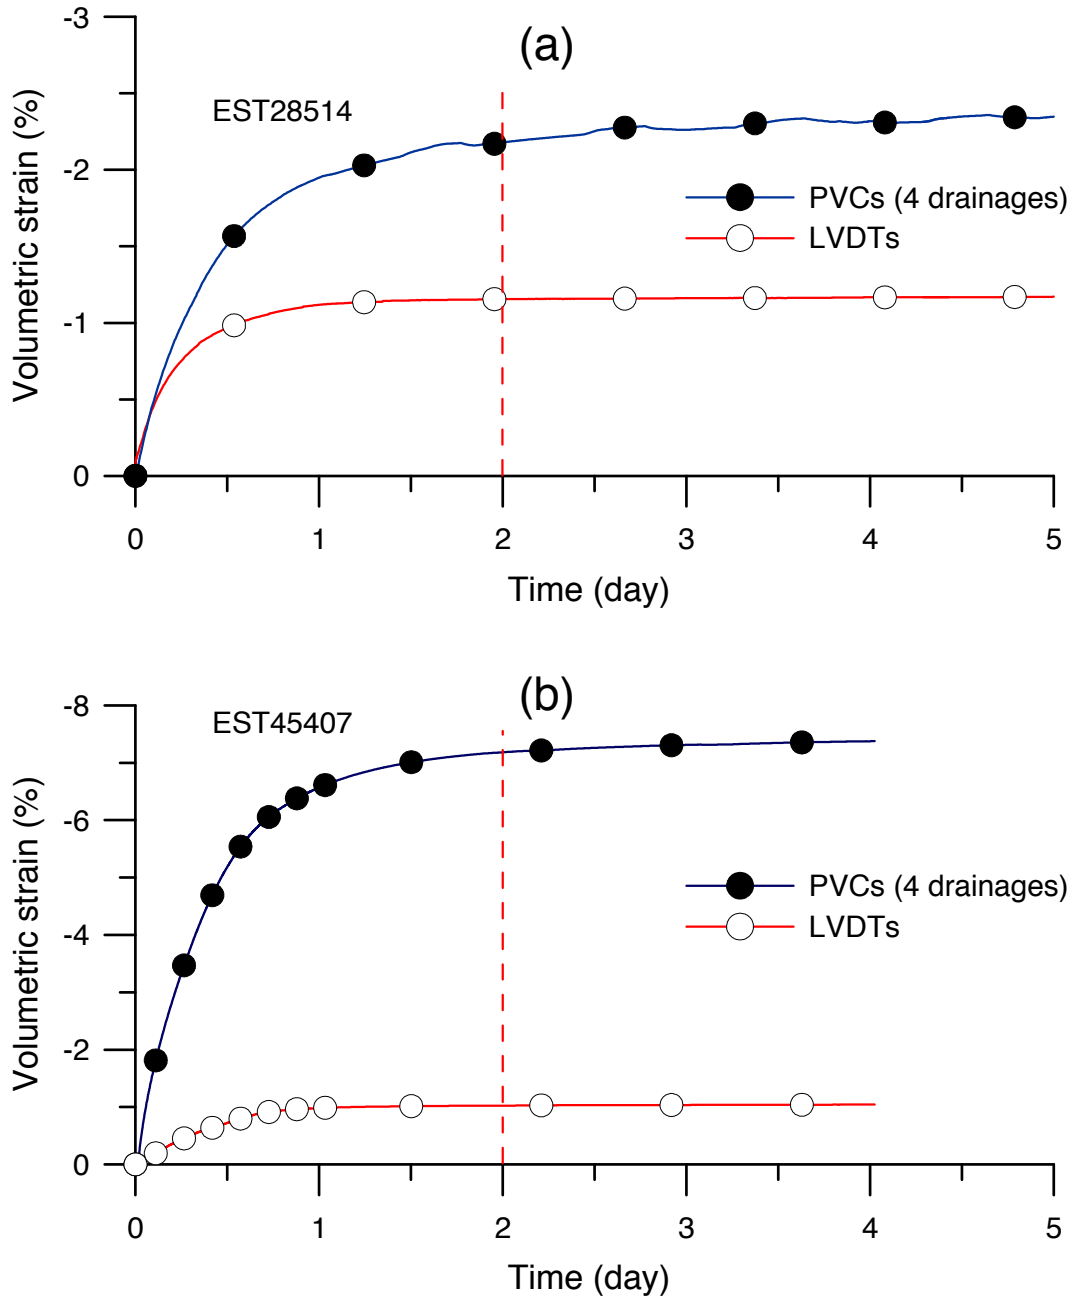 (a)
EST28514
Volumetric strain (%)
-3
-2
-1
0
PVCs (4 drainages)
LVDTs
0 1 2 3 4 5
Time (day)
(b)
EST45407
Volumetric strain (%)
-8
-6
-4
-2
0
PVCs (4 drainages)
LVDTs
0 1 2 3 4 5
Time (day)